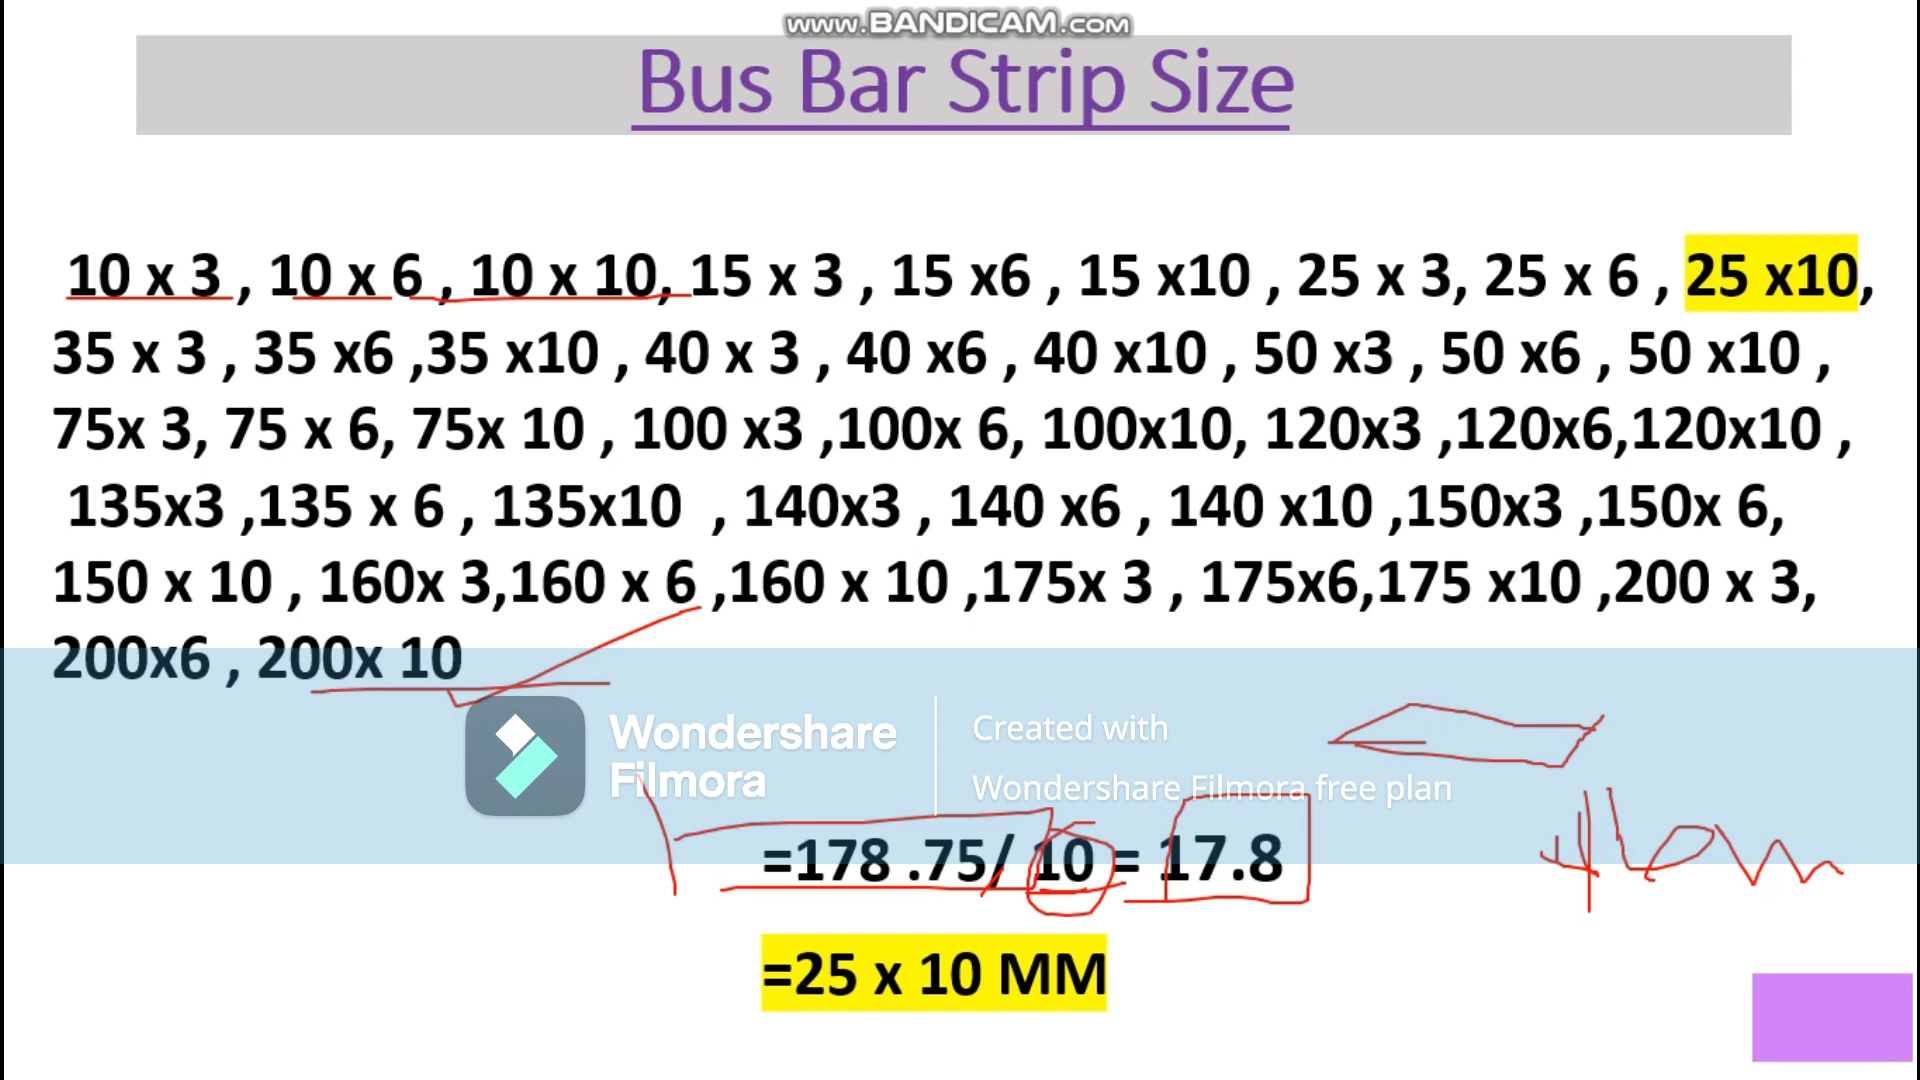 www.BANDICAM.com
Bus Bar Strip Size
10 x 3 , 10 x 6 , 10 x 10, 15 x 3 , 15 x6 , 15 x10 , 25 x 3, 25 x 6 , 25 x10,
35 x 3 , 35 x6 ,35 x10 , 40 x 3 , 40 x6 , 40 x10 , 50 x3 , 50 x6 , 50 x10 ,
75x 3, 75 x 6, 75x 10 , 100 x3 ,100x 6, 100x10, 120x3 ,120x6,120x10 ,
135x3 ,135 x 6 , 135x10 , 140x3 , 140 x6 , 140 x10 ,150x3 ,150x 6,
150 x 10 , 160x 3,160 x 6 ,160 x 10 ,175x 3 , 175x6,175 x10 ,200 x 3,
200x6 , 200x 10
Wondershare
Filmora
Created with
Wondershare Filmora free plan
=178 .75/ 10 = 17.8
=25 x 10 MM